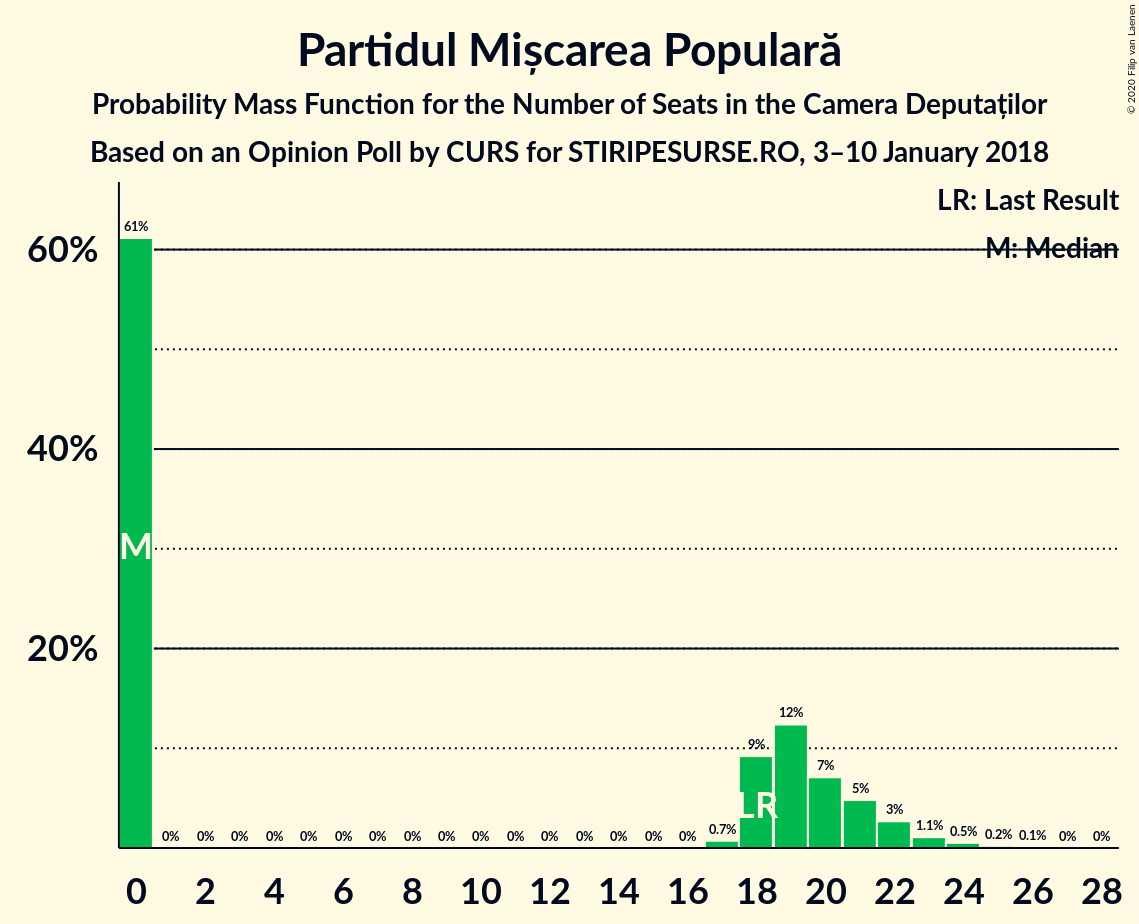 Partidul Mișcarea Populară
Probability Mass Function for the Number of Seats in the Camera Deputaților
Based on an Opinion Poll by CURS for STIRIPESURSE.RO, 3–10 January 2018
© 2020 Filip van Laenen
LR: Last Result
M: Median
60%
40%
20%
61% 0% 0% 0% 0% 0% 0% 0% 0% 0% 0% 0% 0% 0% 0% 0% 0% 0.7% 9% 12% 7% 5% 3% 1.1% 0.5% 0.2% 0.1% 0% 0%
M
LR
0 2 4 6 8 10 12 14 16 18 20 22 24 26 28